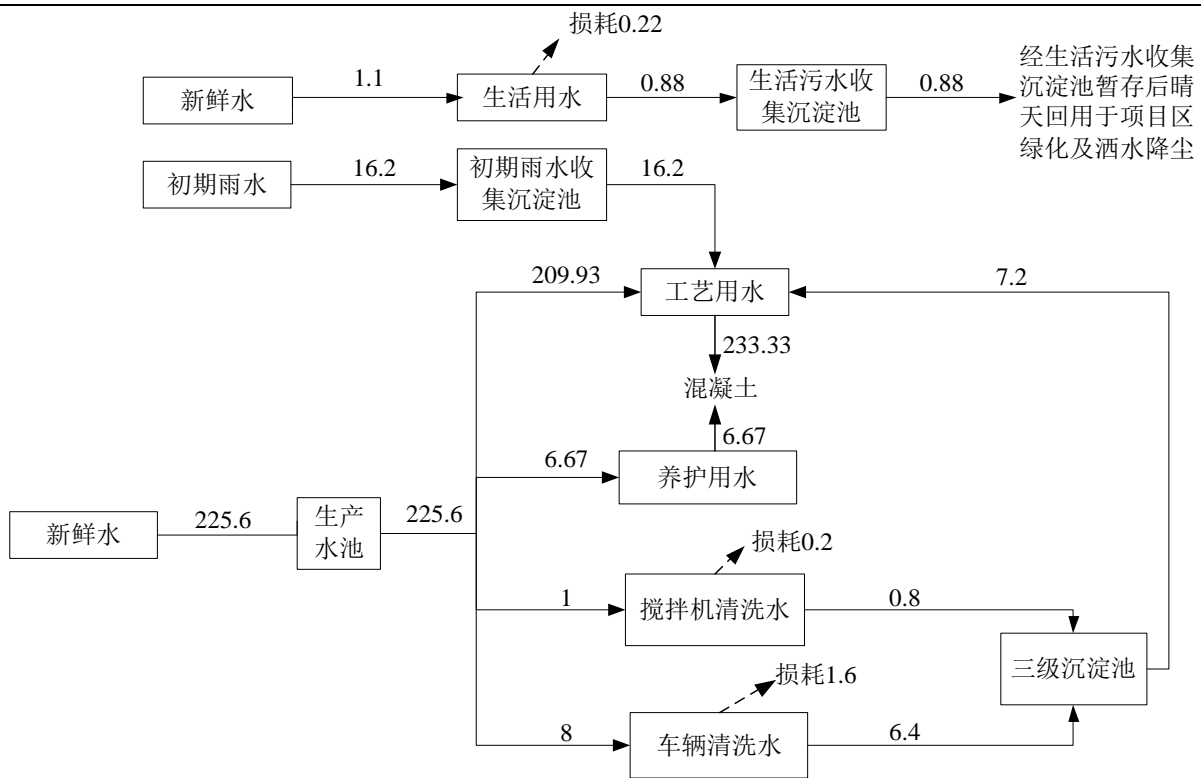 损耗0.22
新鲜水
1.1
生活用水
0.88
生活污水收
集沉淀池
0.88
经生活污水收集
沉淀池暂存后晴
天回用于项目区
绿化及洒水降尘
初期雨水
16.2
初期雨水收
集沉淀池
16.2
209.93
工艺用水
7.2
233.33
混凝土
6.67
6.67
养护用水
新鲜水
225.6
生产
水池
225.6
损耗0.2
1
搅拌机清洗水
0.8
三级沉淀池
损耗1.6
8
车辆清洗水
6.4